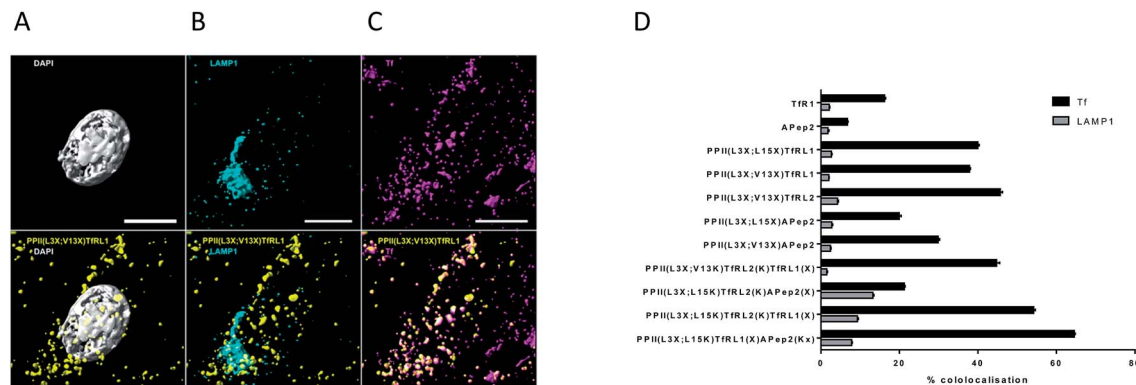 A
B
C
D
DAPI
LAMP1
Tf
PPII(L3X;V13X)TfRL1
DAPI
PPII(L3X;V13X)TfRL1
LAMP1
PPII(L3X;V13X)TfRL1
Tf
TfR1
APep2
PPII(L3X;L15X)TfRL1
PPII(L3X;V13X)TfRL1
PPII(L3X;V13X)TfRL2
PPII(L3X;L15X)APep2
PPII(L3X;V13X)APep2
PPII(L3X;V13K)TfRL2(K)TfRL1(X)
PPII(L3X;L15K)TfRL2(K)APep2(X)
PPII(L3X;L15K)TfRL2(K)TfRL1(X)
PPII(L3X;L15K)TfRL1(X)APep2(Kx)
Tf
LAMP1
0
20
40
60
80
% cololocalisation